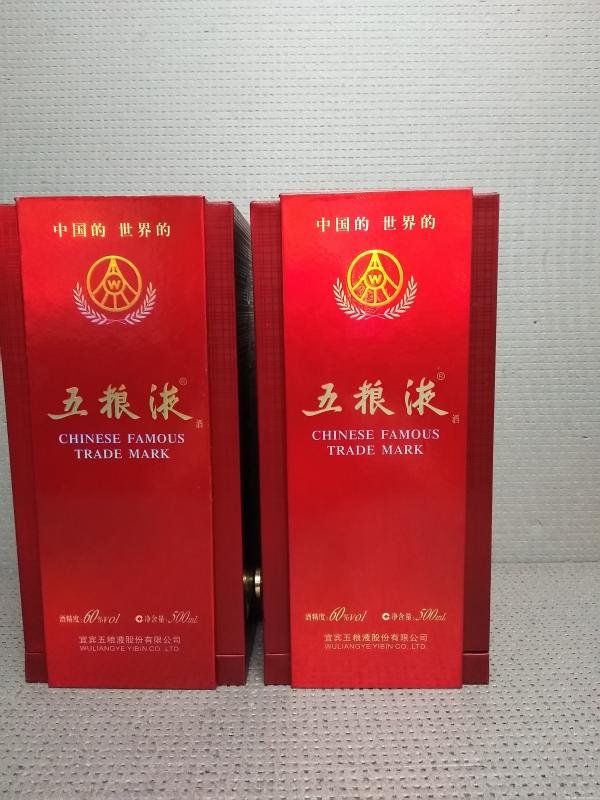 中国的 世界的
W
五粮液®
酒
CHINESE FAMOUS
TRADE MARK
酒精度:60%vol C净含量:500mL
宜宾五粮液股份有限公司
WULIANGYE YIBIN CO.,LTD.
中国的 世界的
W
五粮液®
酒
CHINESE FAMOUS
TRADE MARK
酒精度:60%vol C净含量:500mL
宜宾五粮液股份有限公司
WULIANGYE YIBIN CO.,LTD.